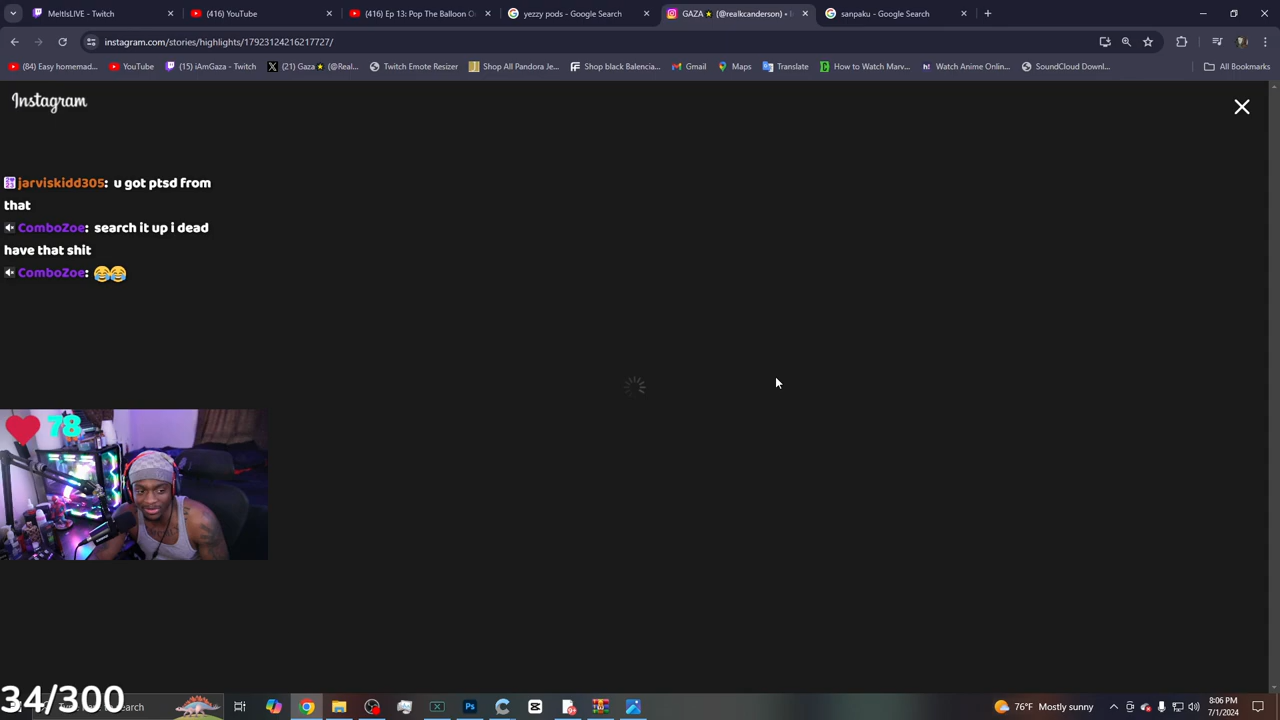 MeltIsLIVE - Twitch
(416) YouTube
(416) Ep 13: Pop The Balloon O
yezzy pods - Google Search
GAZA⭐ (@realkcanderson) •
sanpaku - Google Search
instagram.com/stories/highlights/17923124216217727/
(84) Easy homemad...
YouTube
(15) iAmGaza - Twitch
(21) Gaza★ (@Real...
Twitch Emote Resizer
Shop All Pandora Je...
Shop black Balencia...
Gmail
Maps
Translate
How to Watch Marv...
Watch Anime Onlin...
SoundCloud Downl...
All Bookmarks
Instagram
jarviskidd305: u got ptsd from
that
ComboZoe: search it up i dead
have that shit
ComboZoe: 😂😂
78
34/300
8:06 PM
76°F Mostly sunny
7/1/2024